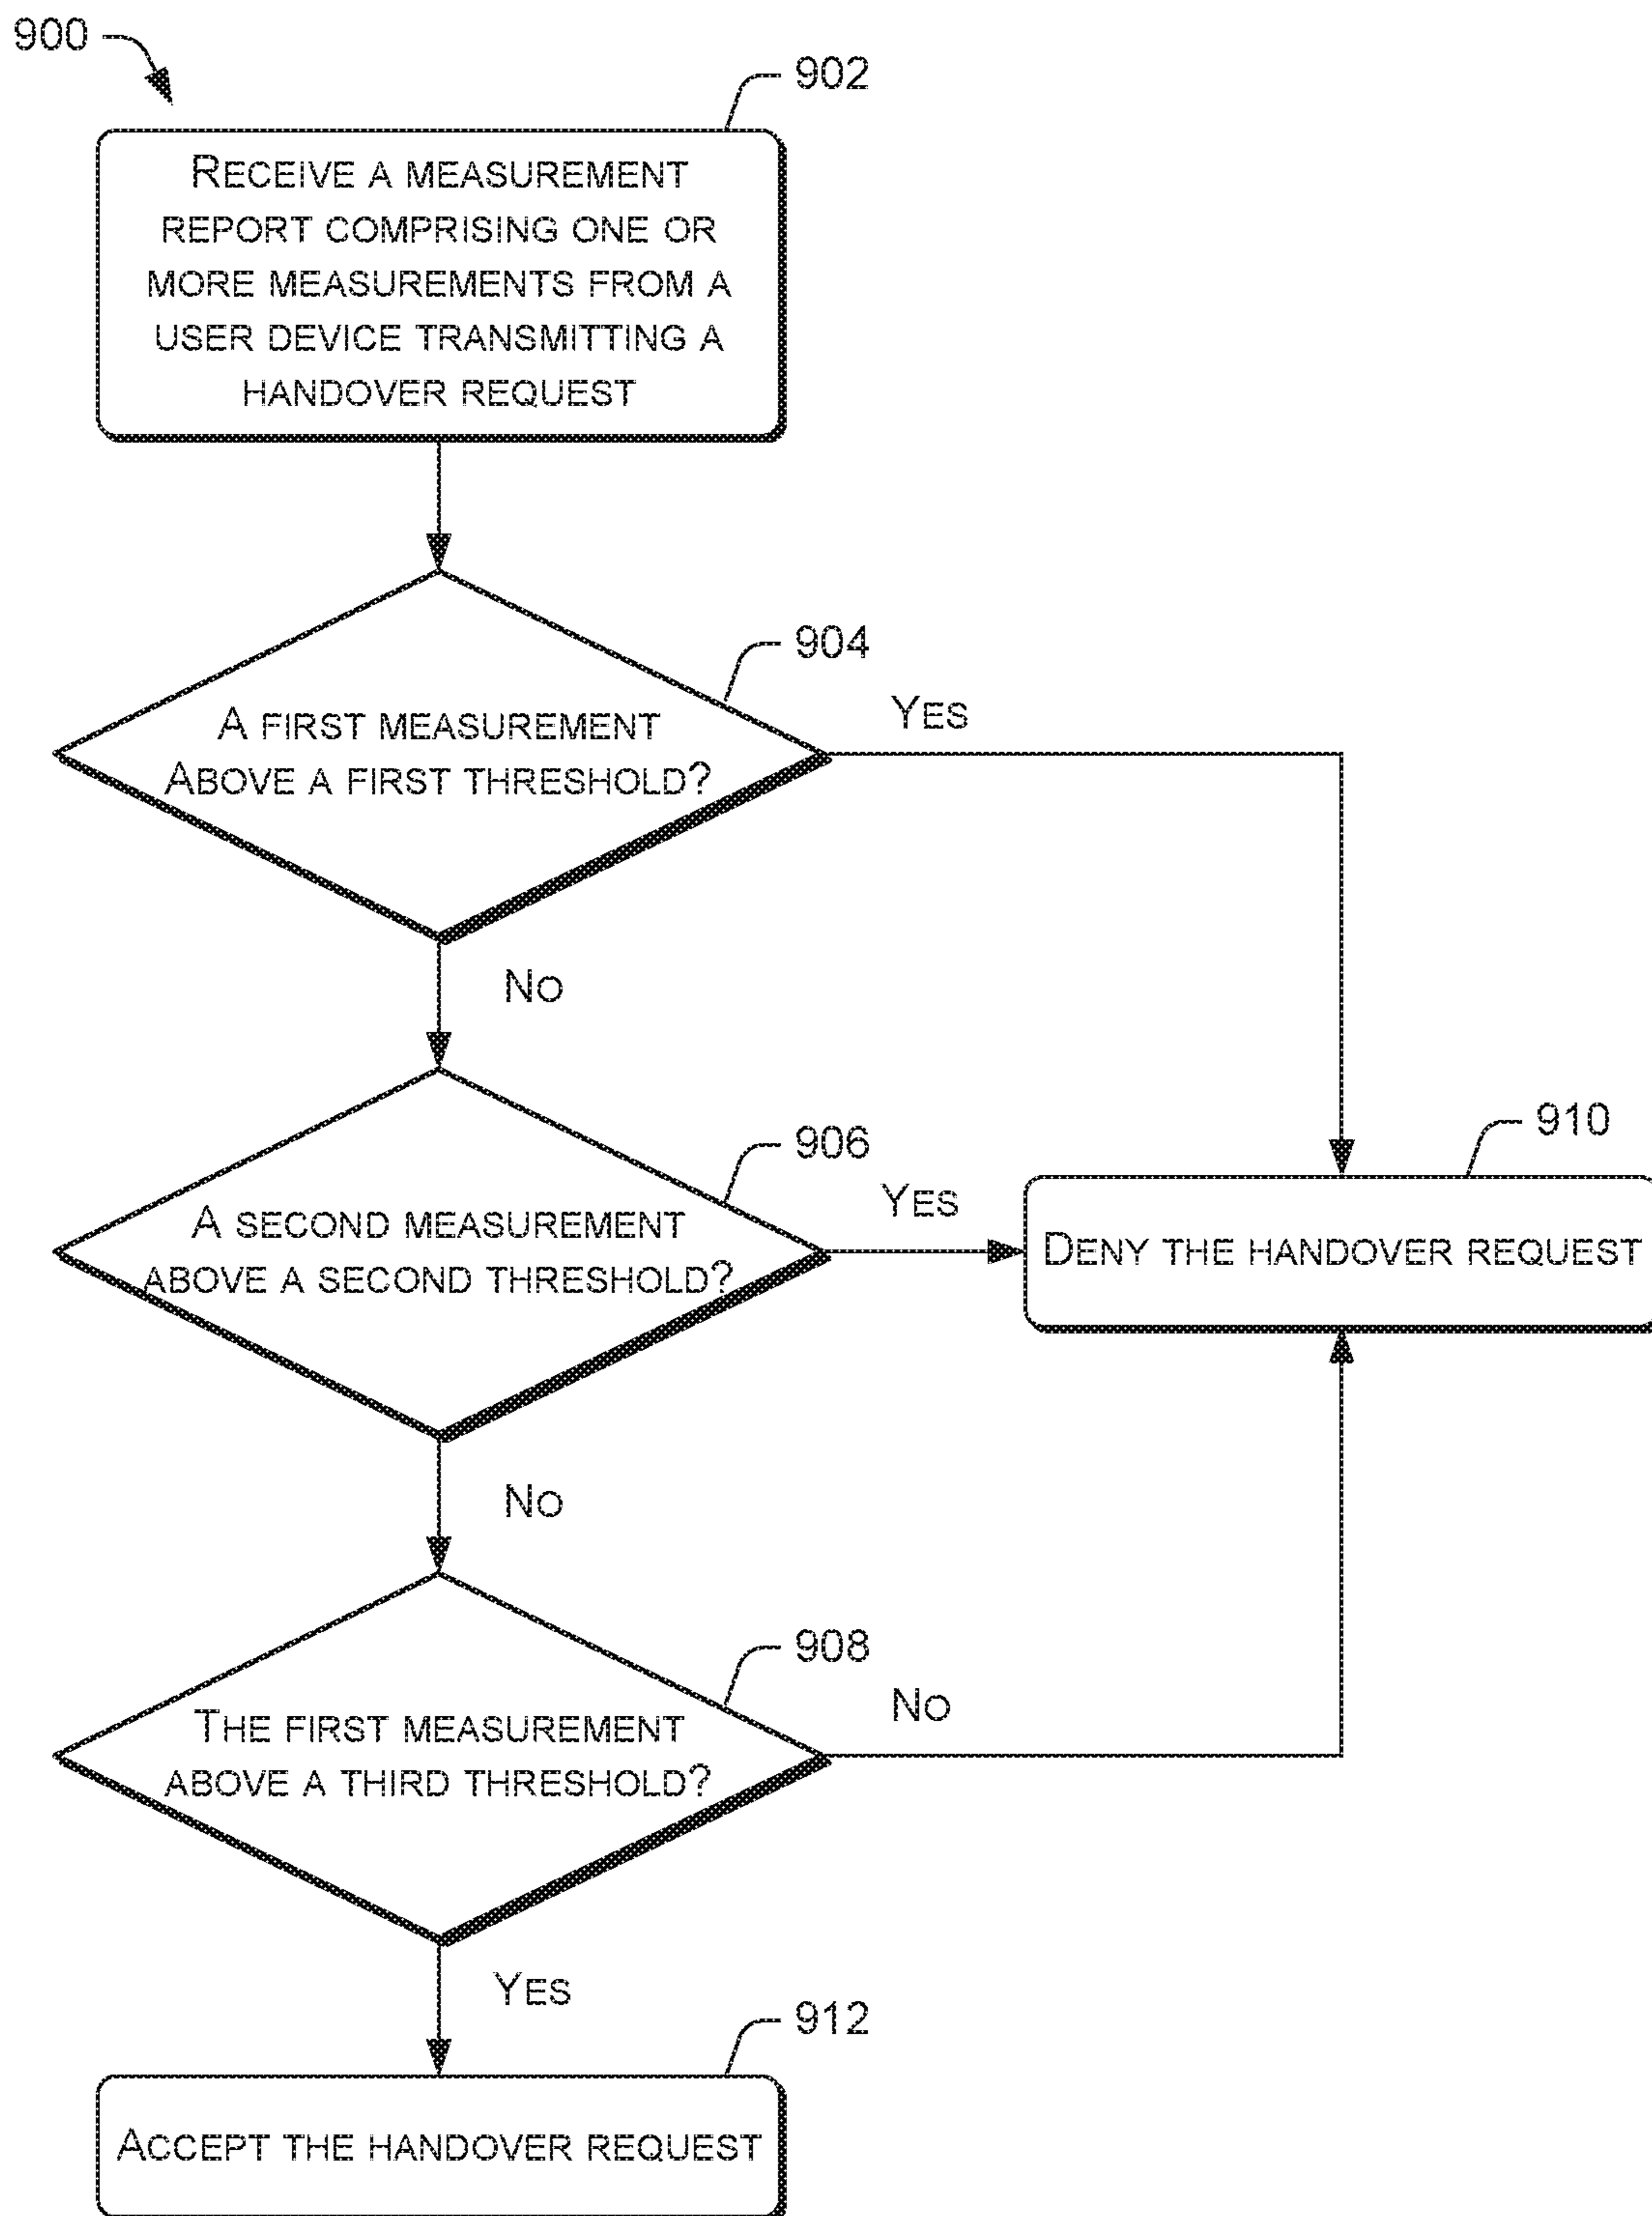 900
902
RECEIVE A MEASUREMENT
REPORT COMPRISING ONE OR
MORE MEASUREMENTS FROM A
USER DEVICE TRANSMITTING A
HANDOVER REQUEST
904
A FIRST MEASUREMENT
ABOVE A FIRST THRESHOLD?
YES
NO
906
A SECOND MEASUREMENT
ABOVE A SECOND THRESHOLD?
YES
910
DENY THE HANDOVER REQUEST
NO
908
THE FIRST MEASUREMENT
ABOVE A THIRD THRESHOLD?
NO
YES
912
ACCEPT THE HANDOVER REQUEST